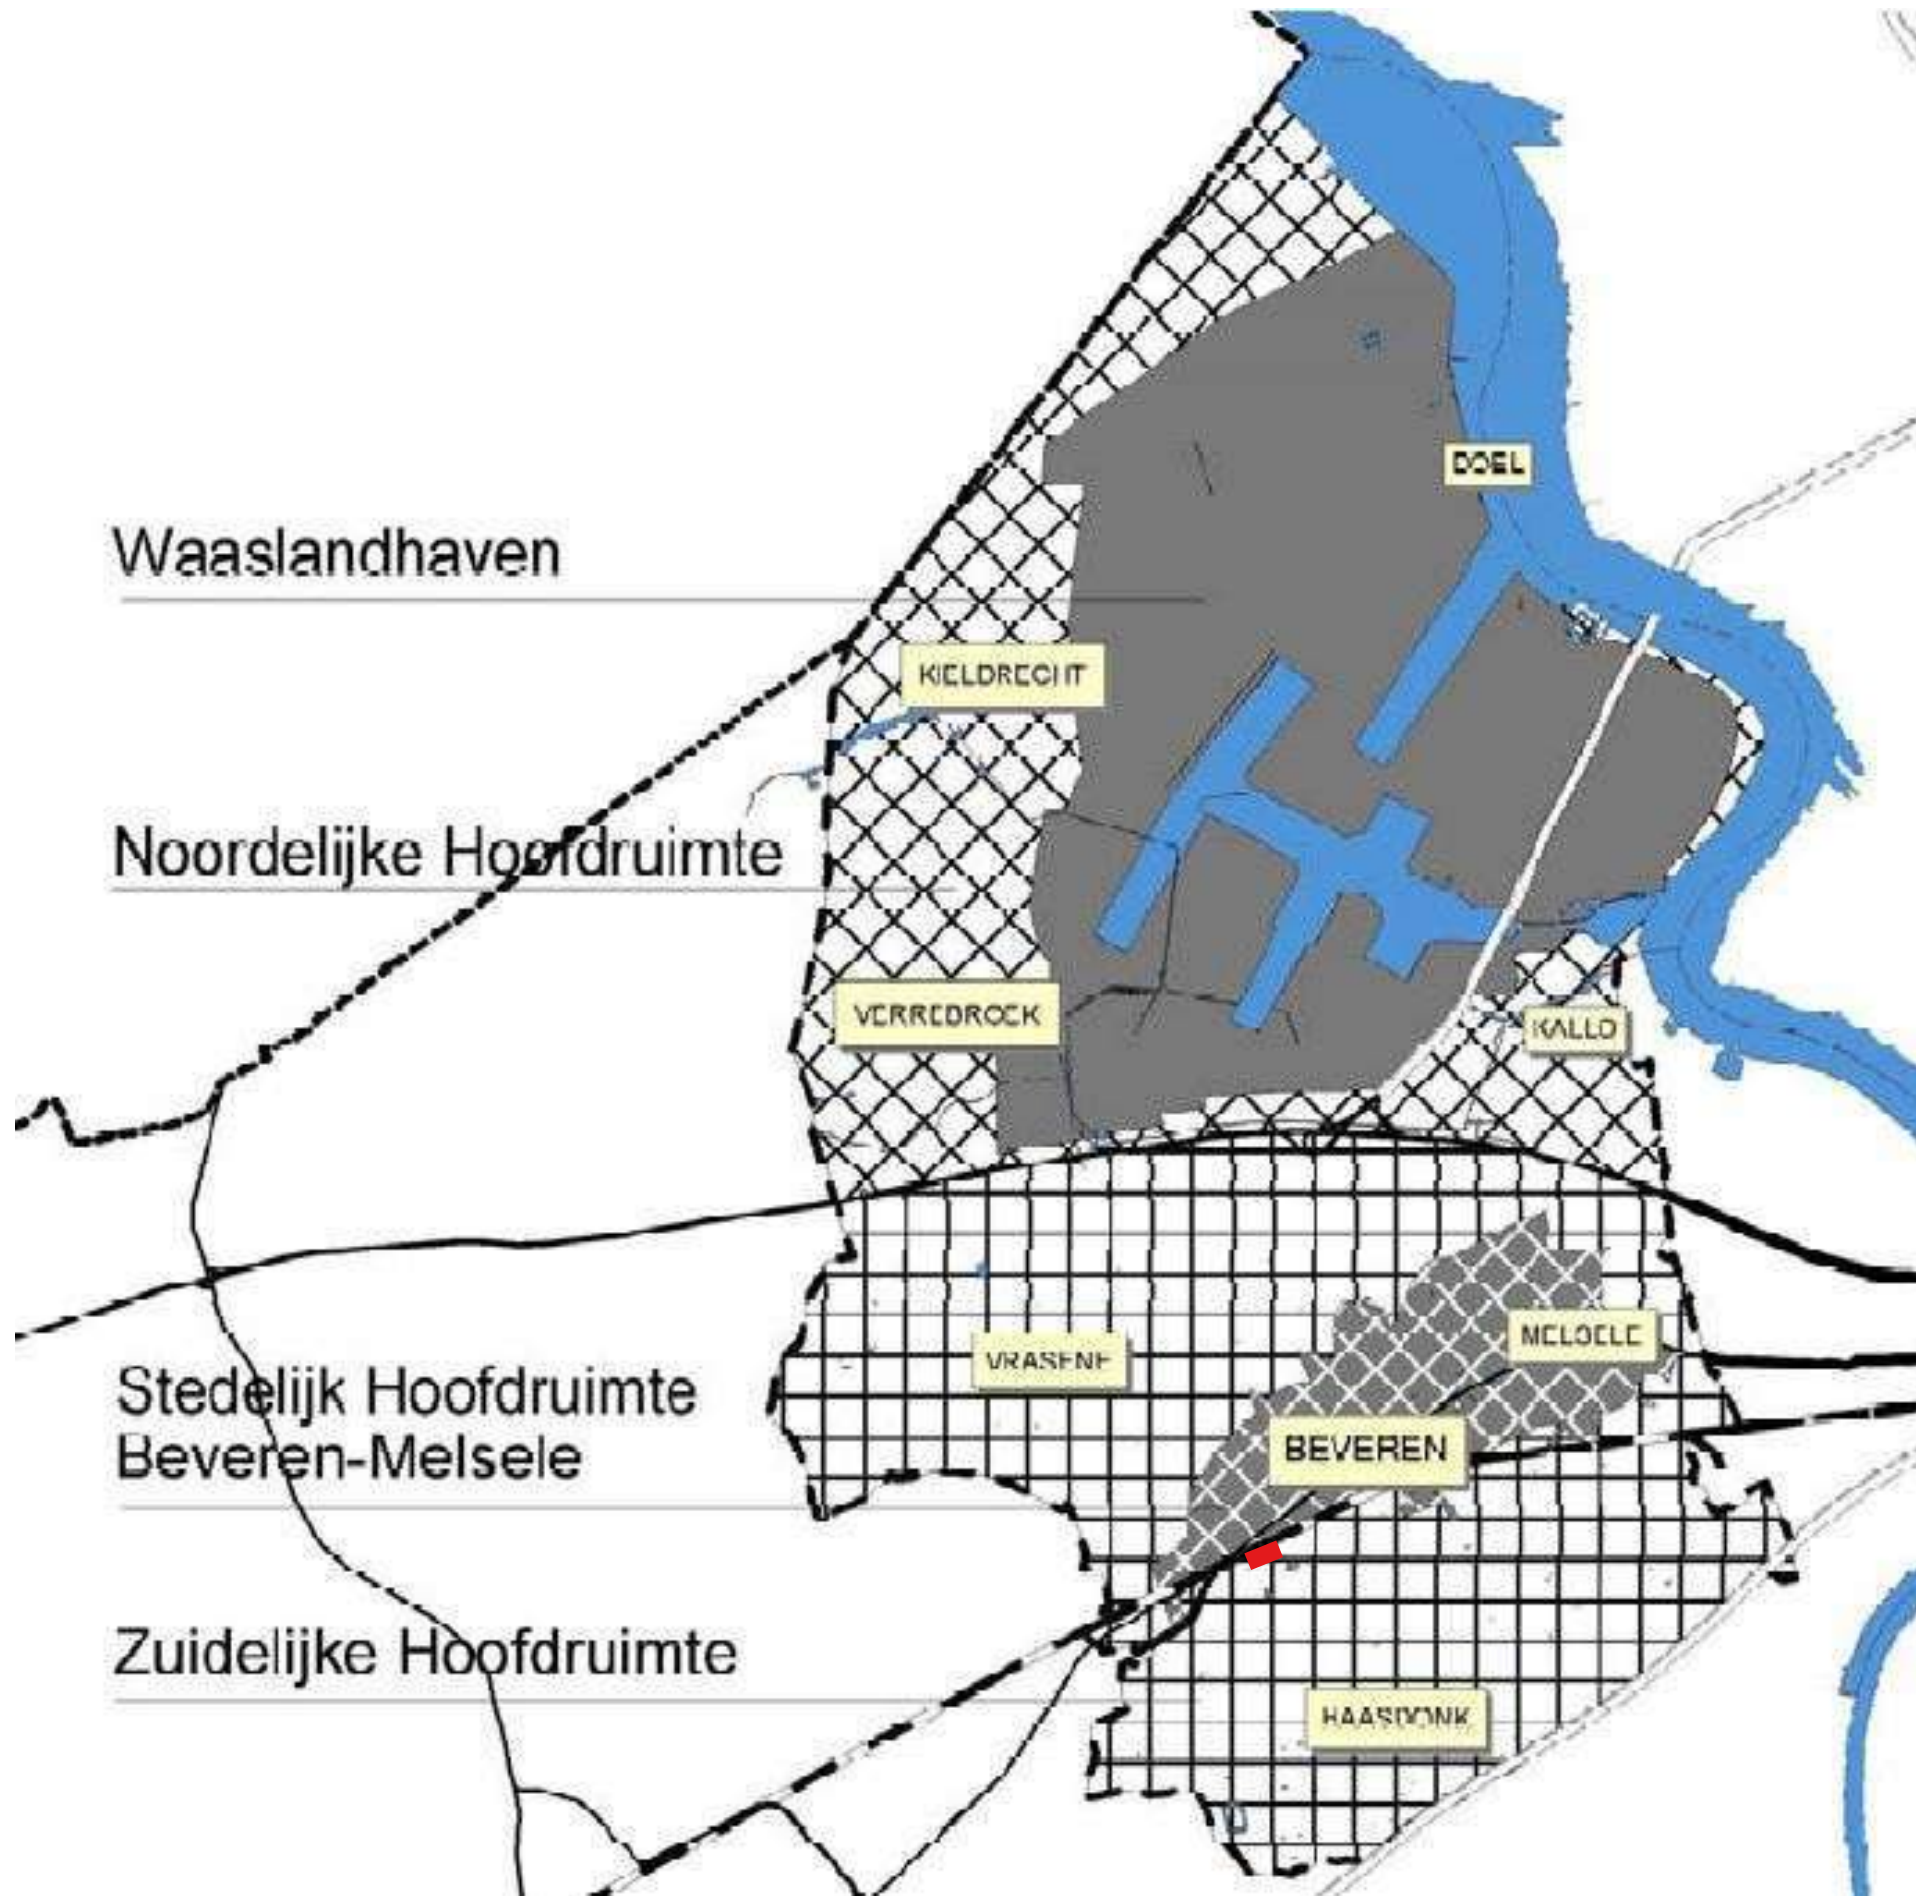 DOEL
Waaslandhaven
KIELDRECHT
Noordelijke Hoofdruimte
VERREBROEK
KALLO
MELSELE
VRASENE
Stedelijk Hoofdruimte
Beveren-Melsele
BEVEREN
Zuidelijke Hoofdruimte
HAASDONK